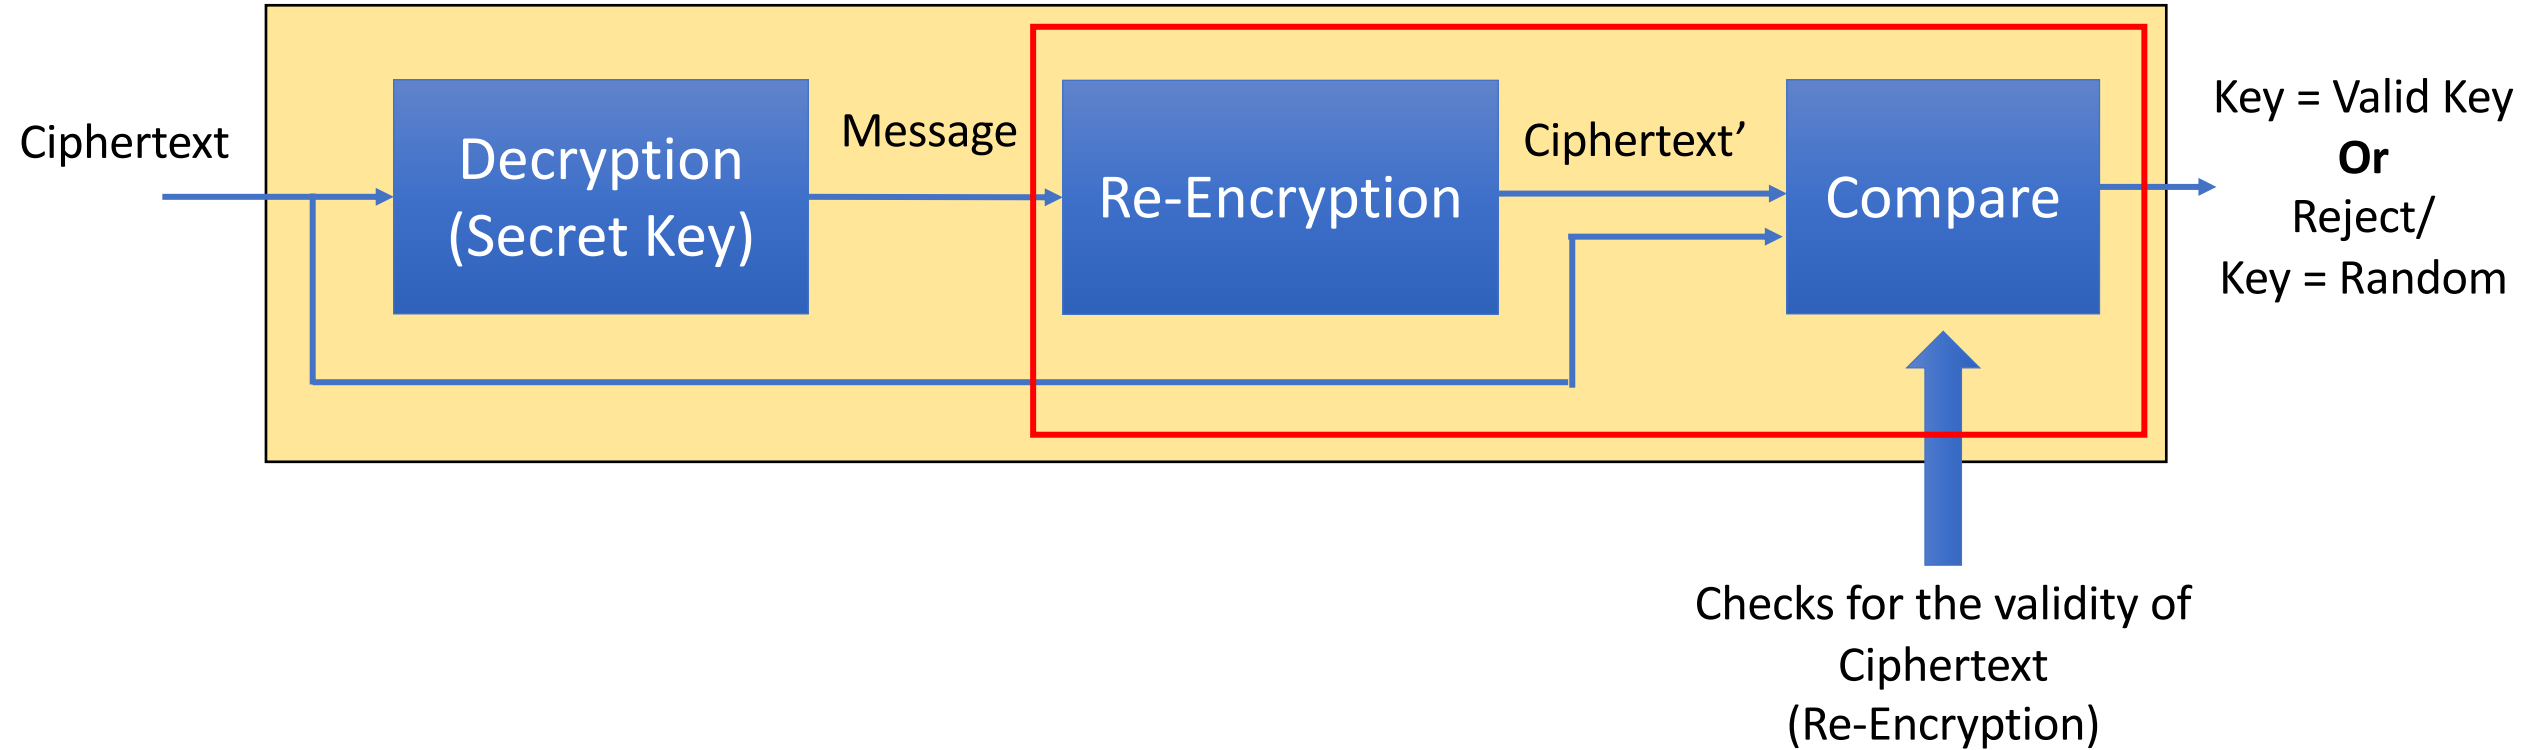 Ciphertext
Decryption
(Secret Key)
Message
Re-Encryption
Ciphertext’
Compare
Key = Valid Key
Or
Reject/
Key = Random
Checks for the validity of
Ciphertext
(Re-Encryption)